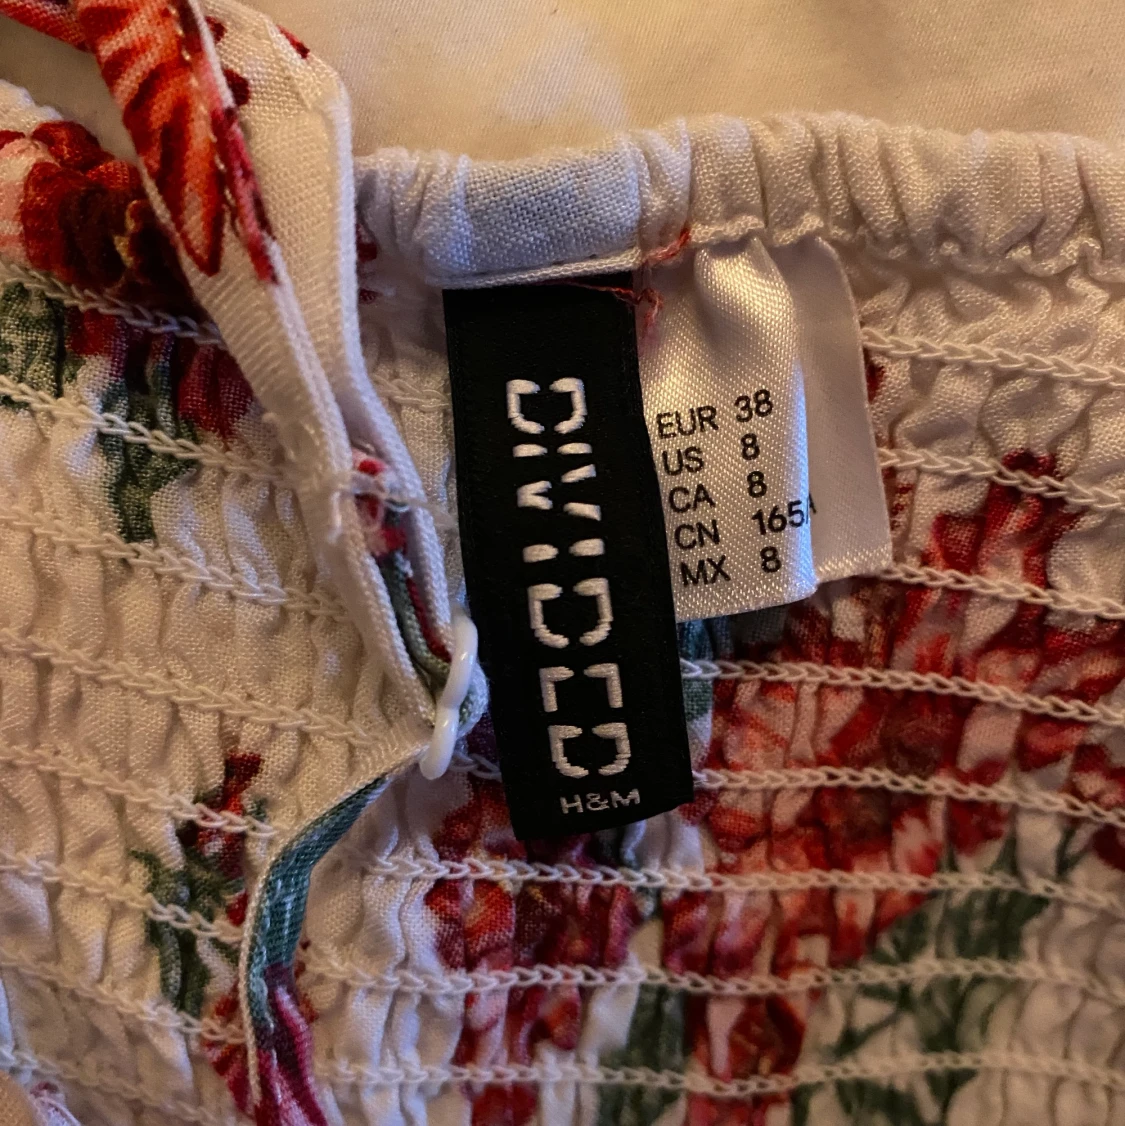 DIVIDED
H&M
EUR 38
US 8
CA 8
CN 165/
MX 8